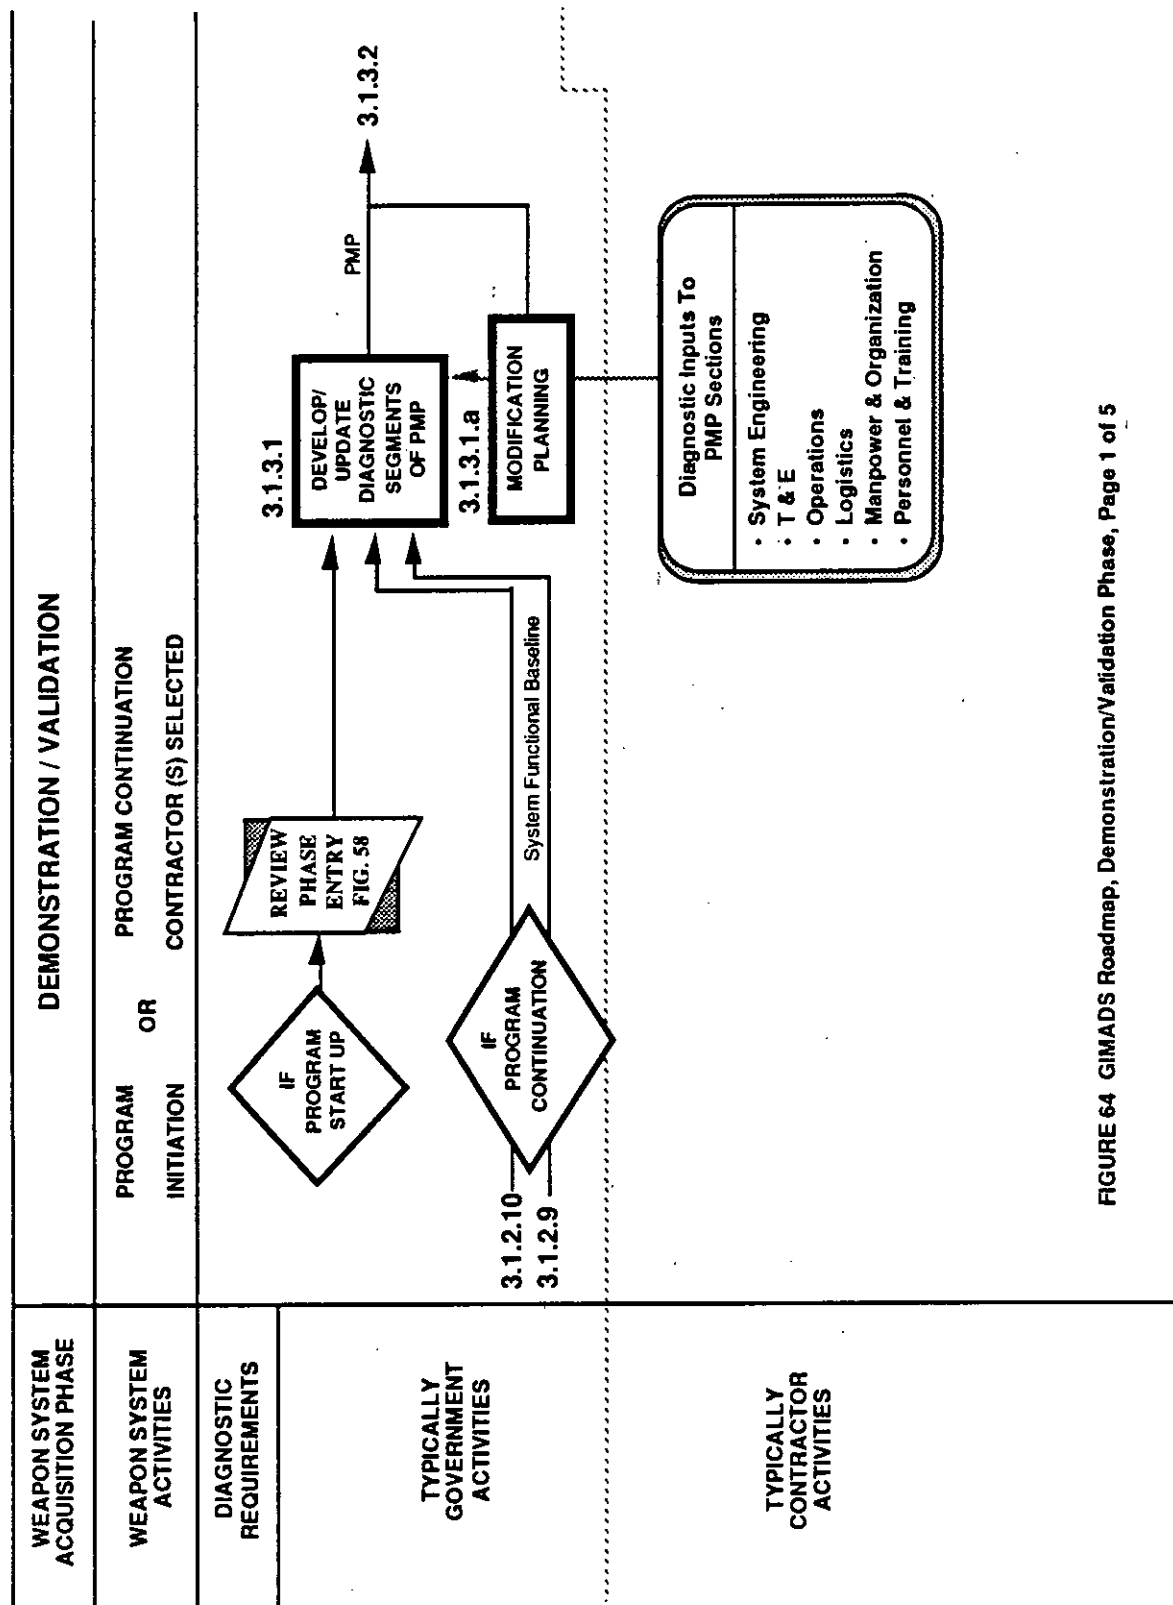 WEAPON SYSTEM
ACQUISITION PHASE
DEMONSTRATION / VALIDATION
WEAPON SYSTEM
ACTIVITIES
PROGRAM
INITIATION
OR
PROGRAM CONTINUATION
CONTRACTOR (S) SELECTED
DIAGNOSTIC
REQUIREMENTS
TYPICALLY
GOVERNMENT
ACTIVITIES
IF
PROGRAM
START UP
REVIEW
PHASE
ENTRY
FIG. 58
3.1.3.1
DEVELOP/
UPDATE
DIAGNOSTIC
SEGMENTS
OF PMP
PMP
3.1.3.2
3.1.3.1.a
MODIFICATION
PLANNING
3.1.2.10
3.1.2.9
IF
PROGRAM
CONTINUATION
System Functional Baseline
TYPICALLY
CONTRACTOR
ACTIVITIES
Diagnostic Inputs To
PMP Sections
• System Engineering
• T & E
• Operations
• Logistics
• Manpower & Organization
• Personnel & Training
FIGURE 64 GIMADS Roadmap, Demonstration/Validation Phase, Page 1 of 5